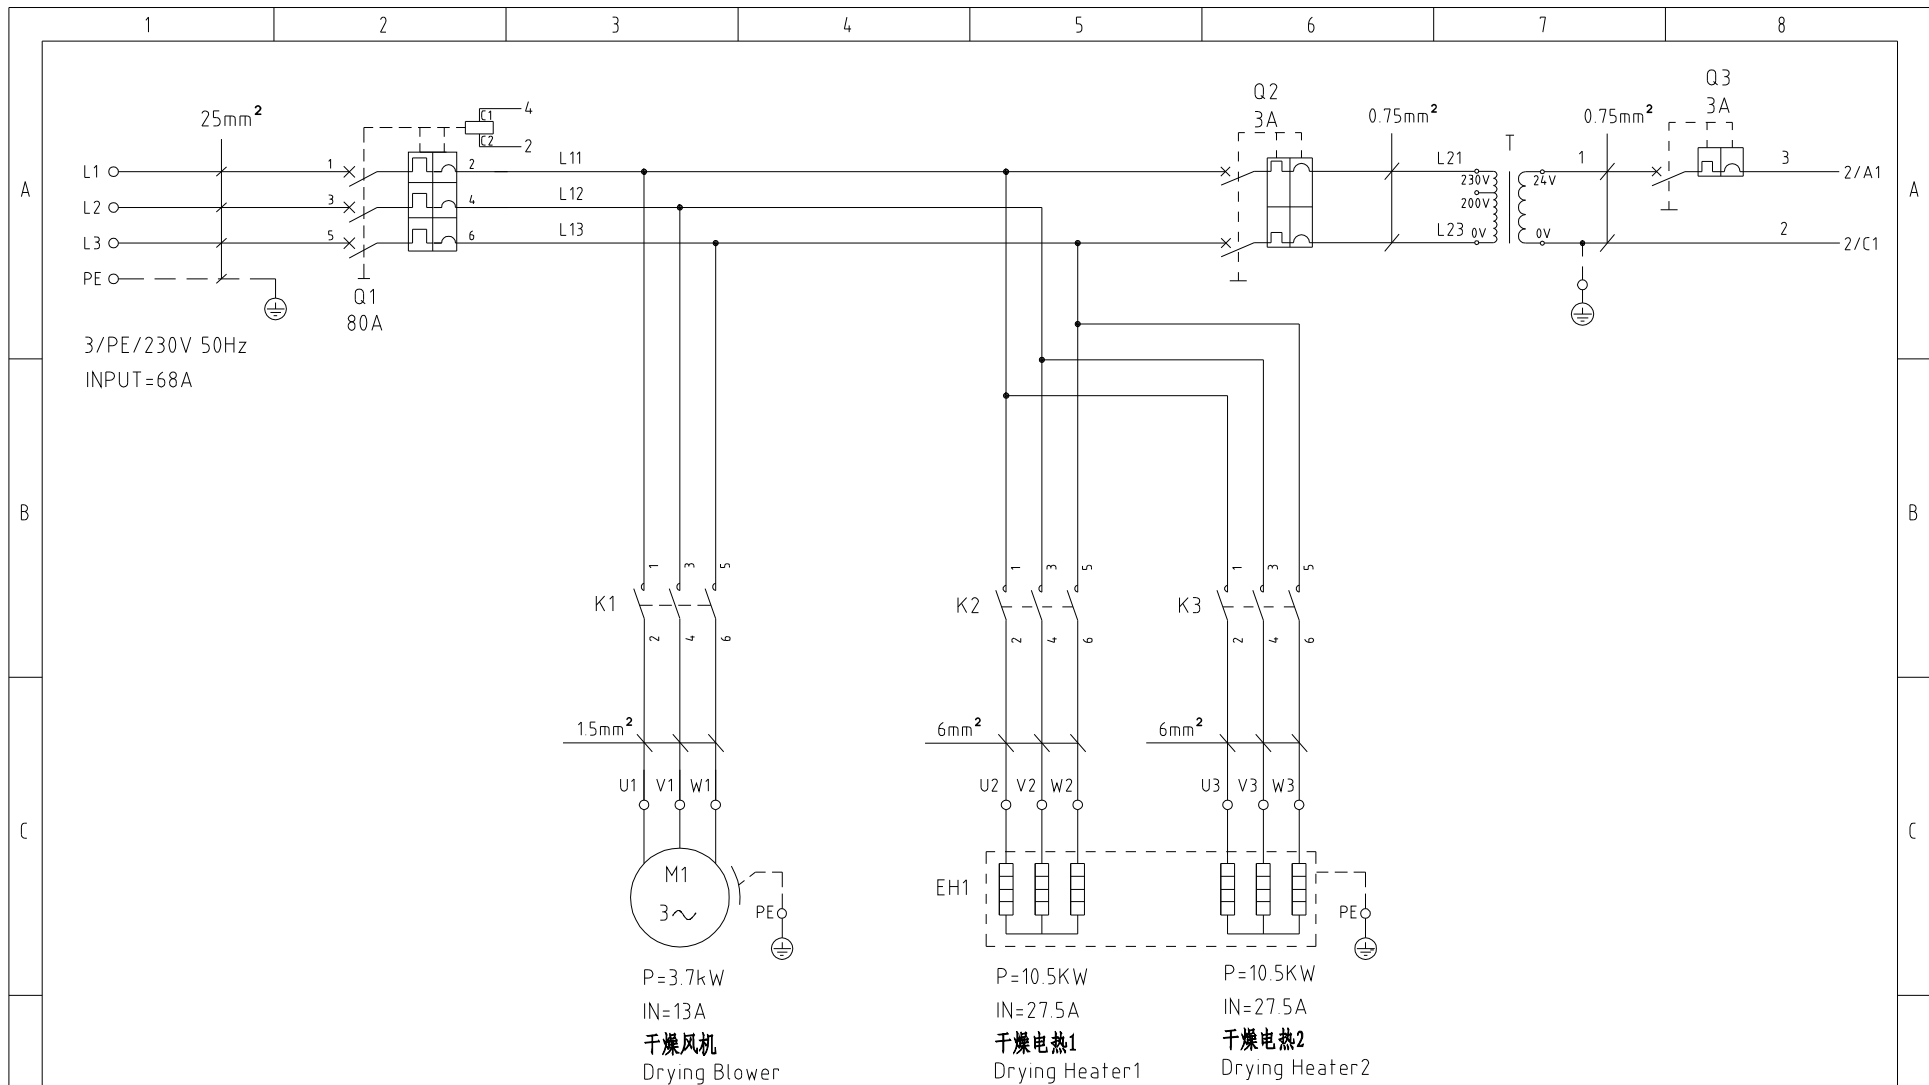 1 2 3 4 5 6 7 8
Q3
3A
Q2
3A
25mm²
C1 4
C2 2
0.75mm²
T
0.75mm²
L1 1 2 L11 L21 230V 24V 1 3 2/A1
A A
L2 3 4 L12 200V
L3 5 6 L13 L23 0V 0V 2 2/C1
PE
Q1
80A
3/PE/230V 50Hz
INPUT=68A
B B
1 3 5 1 3 5 1 3 5
K1 K2 K3
2 4 6 2 4 6 2 4 6
1.5mm² 6mm² 6mm²
U1 V1 W1 U2 V2 W2 U3 V3 W3
C C
M1
3~
EH1
PE PE
P=3.7kW P=10.5KW P=10.5KW
IN=13A IN=27.5A IN=27.5A
干燥风机 干燥电热1 干燥电热2
Drying Blower Drying Heater1 Drying Heater2